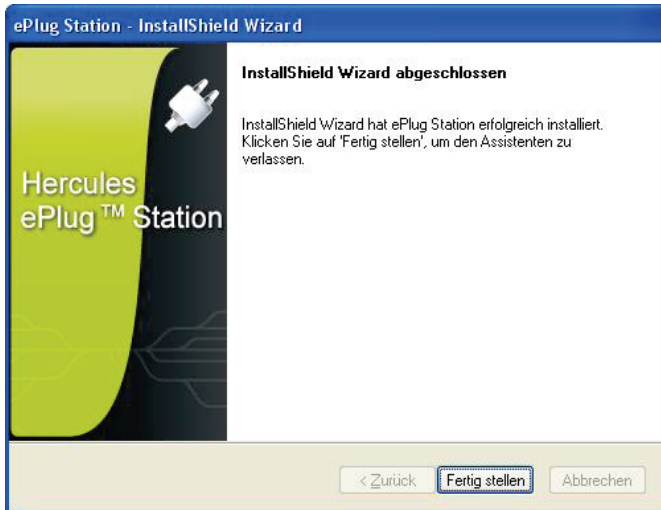 ePlug Station - InstallShield Wizard
InstallShield Wizard abgeschlossen
InstallShield Wizard hat ePlug Station erfolgreich installiert.
Klicken Sie auf 'Fertig stellen', um den Assistenten zu
verlassen.
Hercules
ePlug™ Station
< Zurück
Fertig stellen
Abbrechen